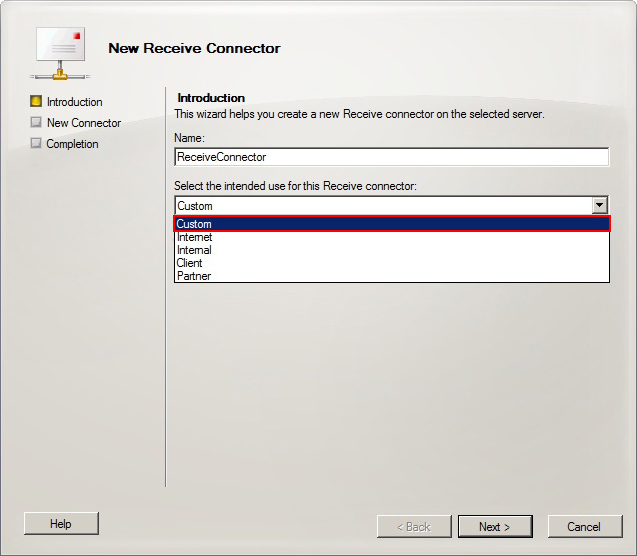 New Receive Connector
Introduction
New Connector
Completion
Introduction
This wizard helps you create a new Receive connector on the selected server.
Name:
ReceiveConnector
Select the intended use for this Receive connector:
Custom
Custom
Internet
Internal
Client
Partner
Help
< Back
Next >
Cancel